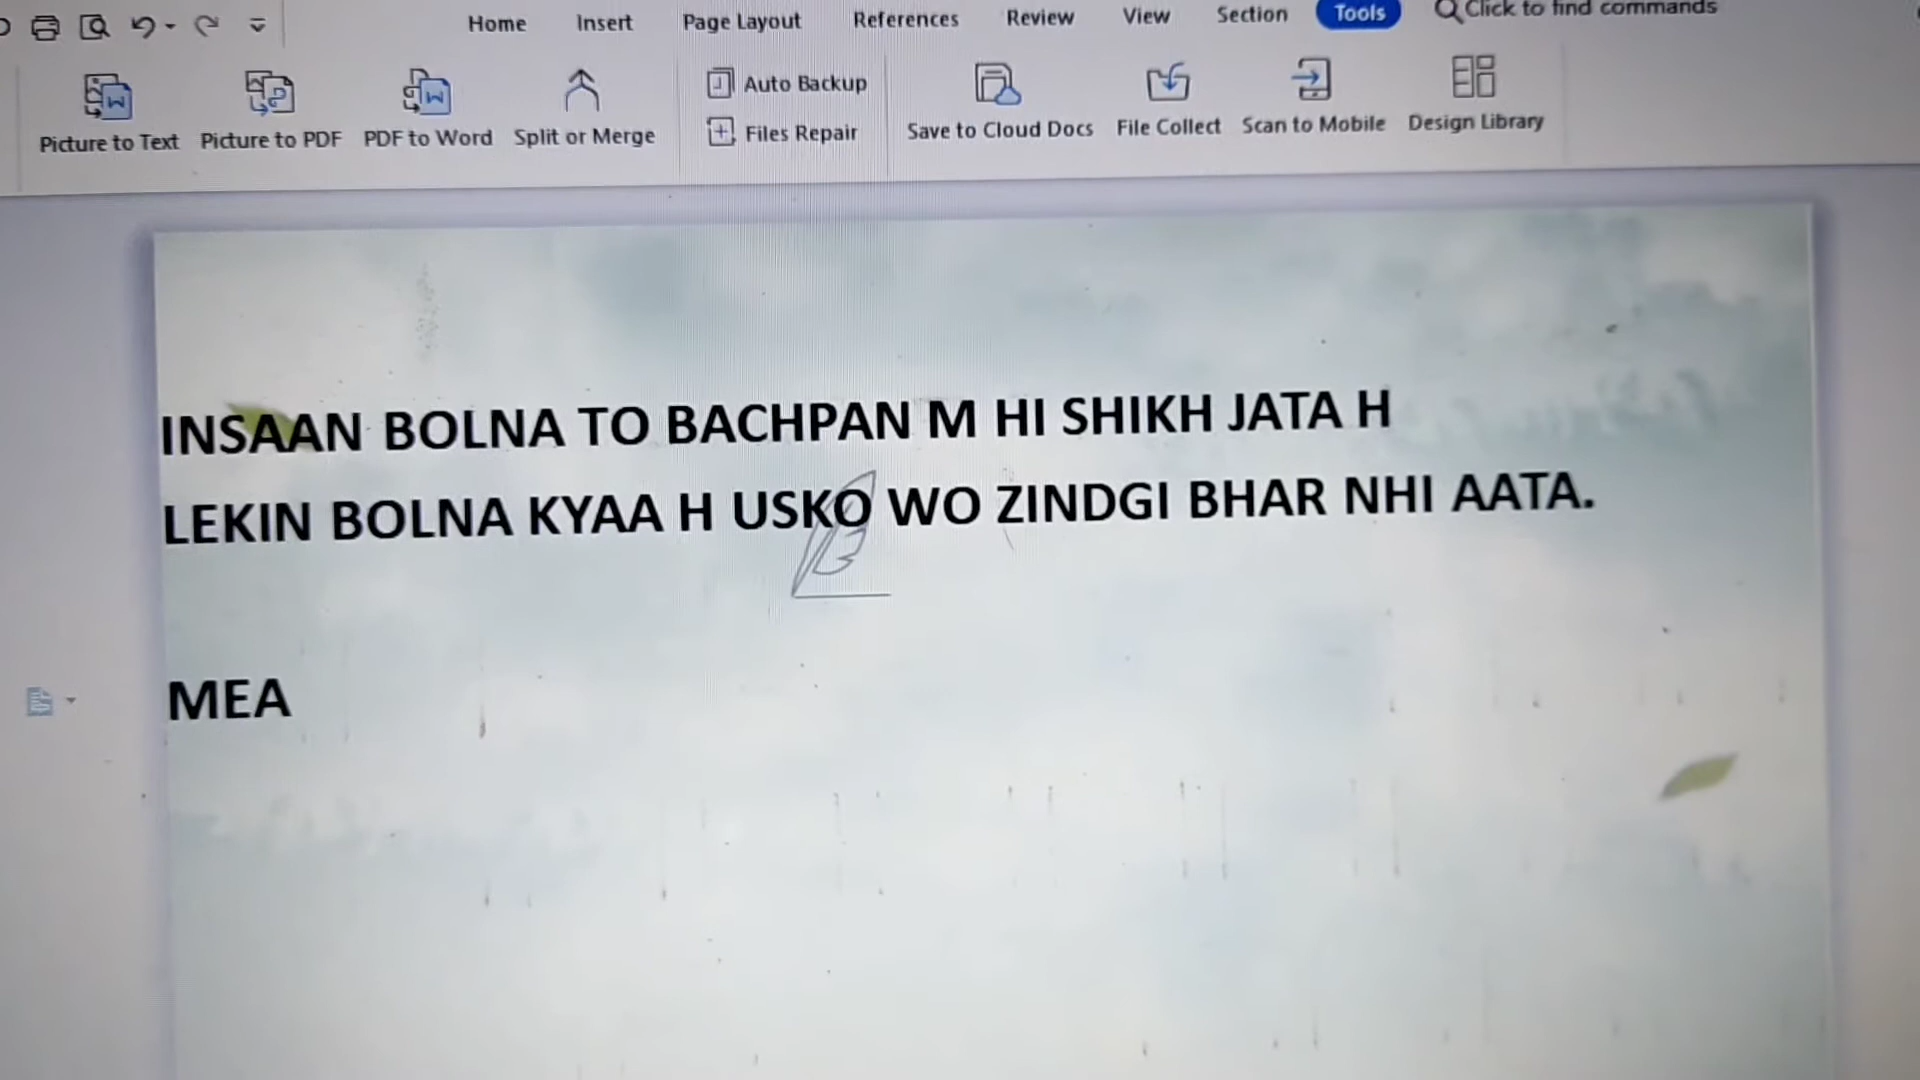 Home Insert Page Layout References Review View Section Tools Click to find commands
Picture to Text Picture to PDF PDF to Word Split or Merge Auto Backup Files Repair Save to Cloud Docs File Collect Scan to Mobile Design Library
INSAAN BOLNA TO BACHPAN M HI SHIKH JATA H
LEKIN BOLNA KYAA H USKO WO ZINDGI BHAR NHI AATA.
MEA